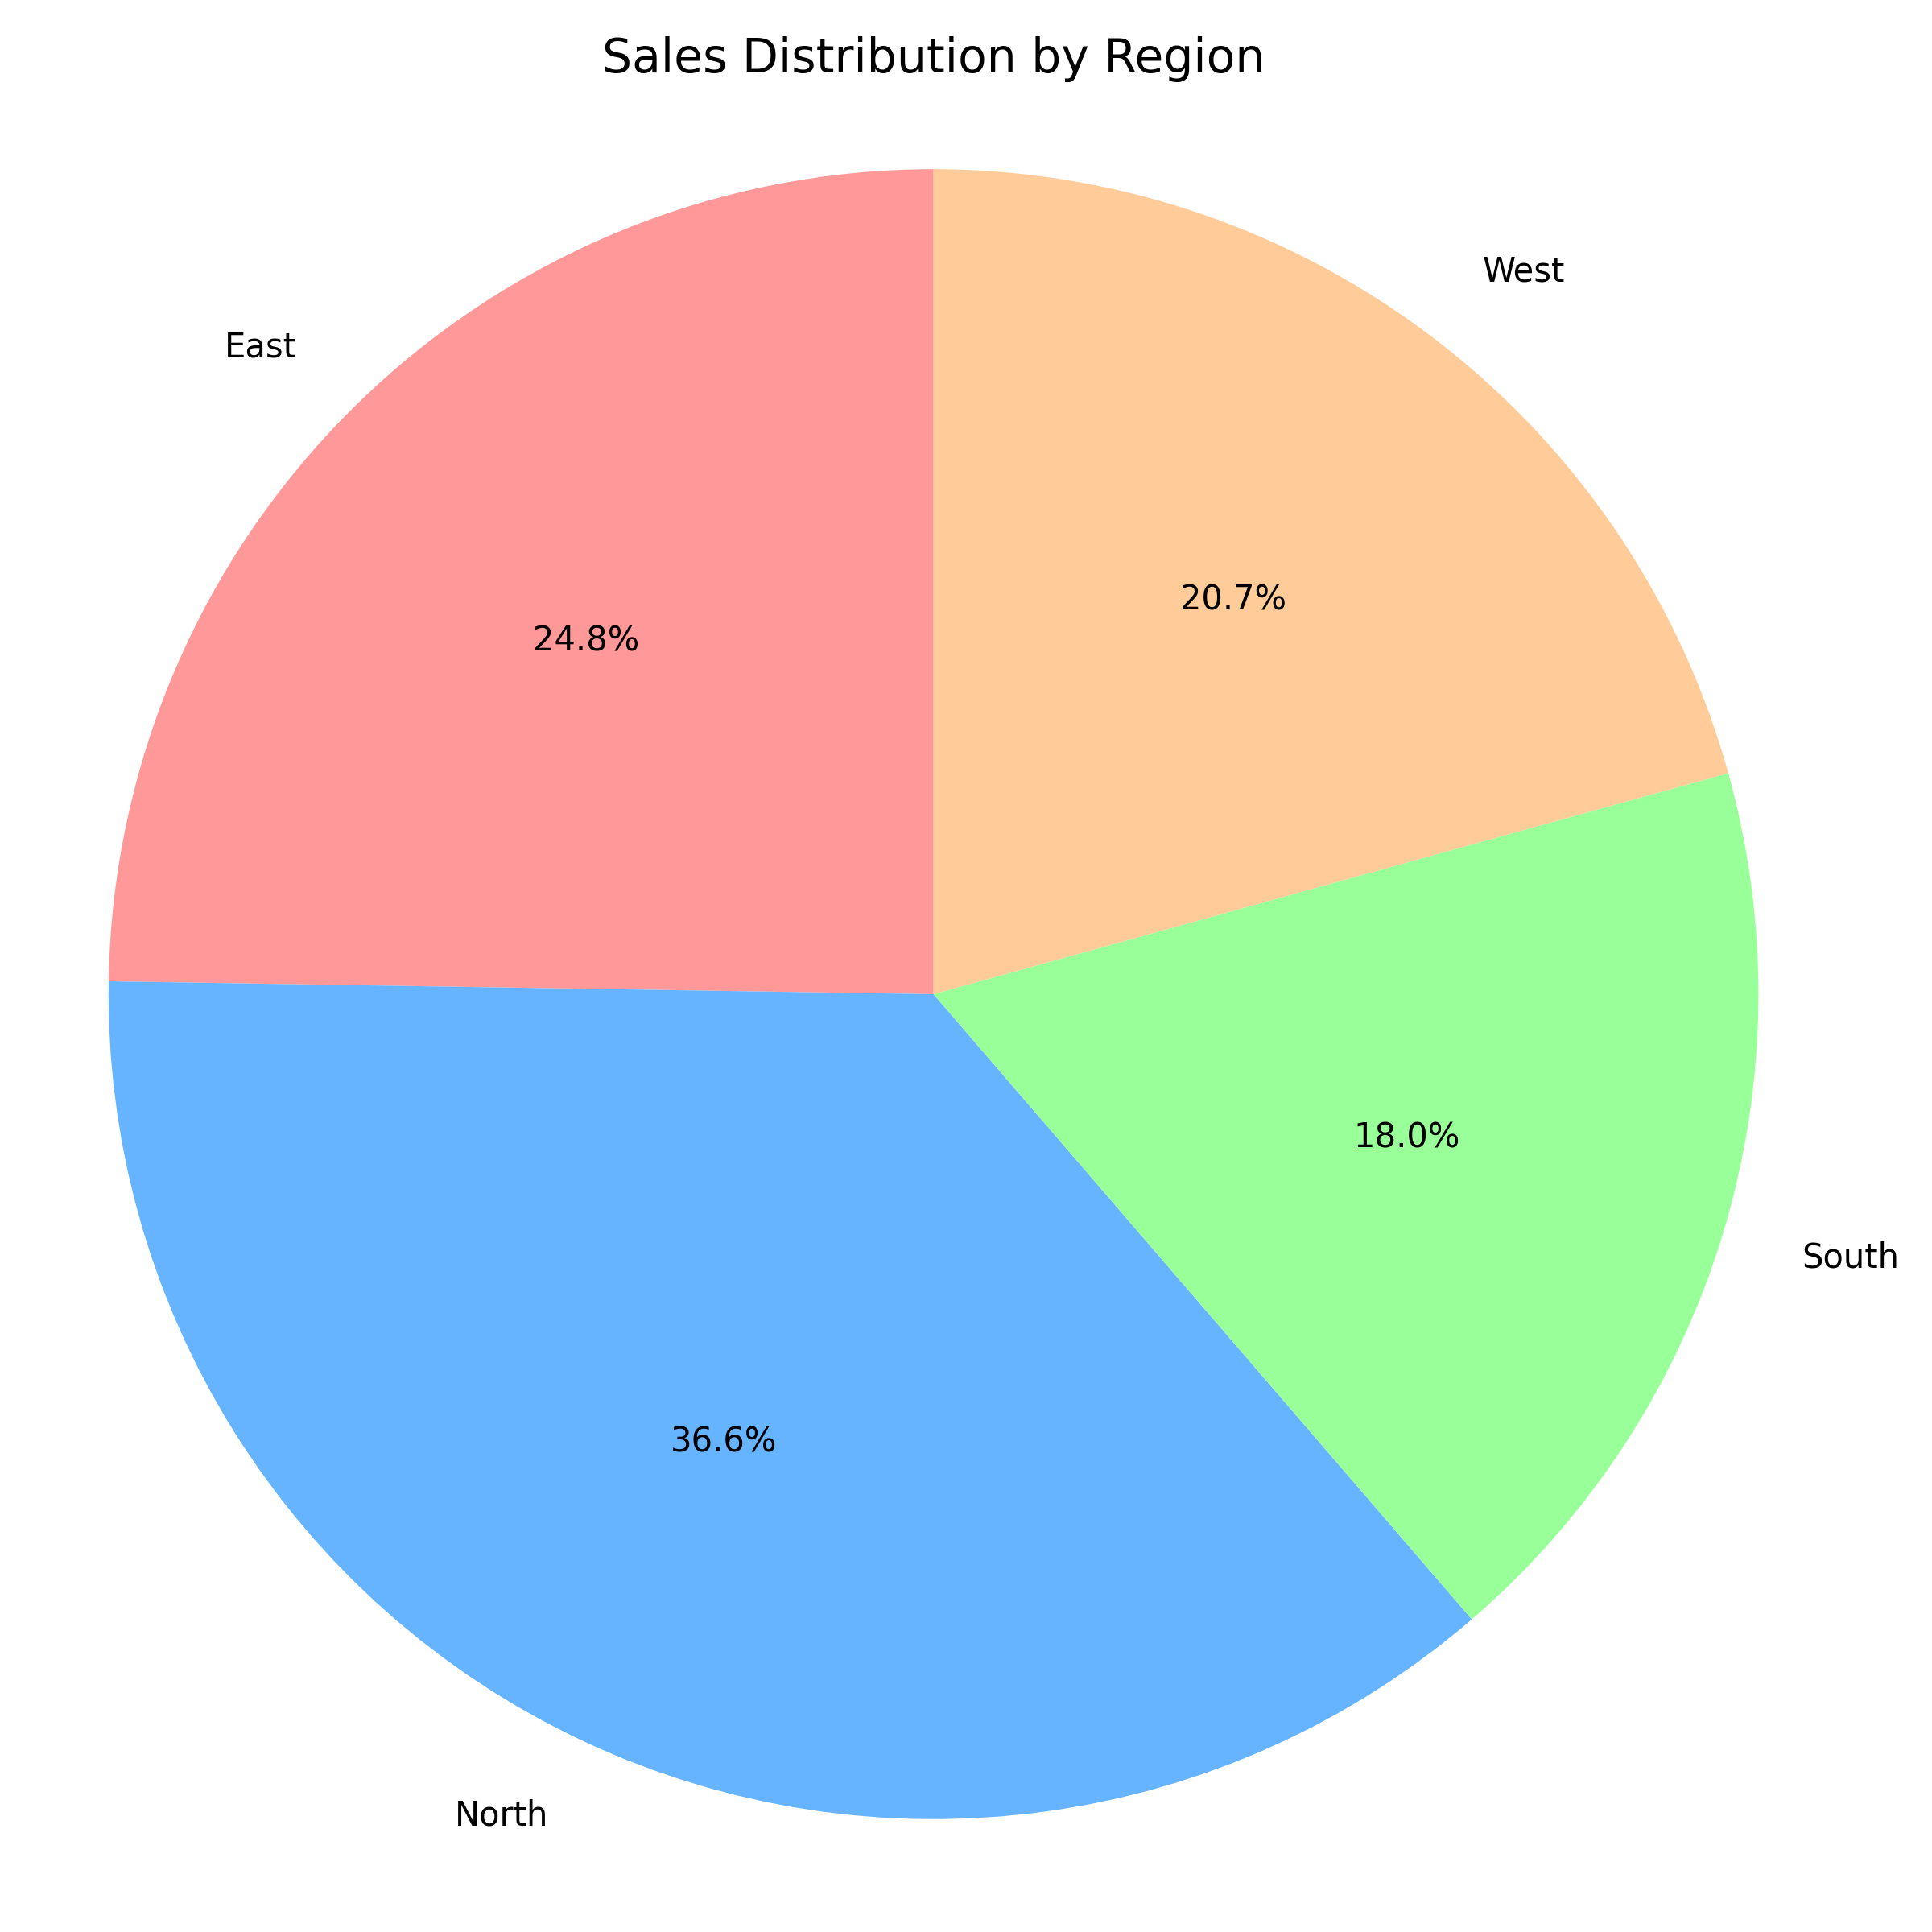 Sales Distribution by Region
West
East
20.7%
24.8%
18.0%
South
36.6%
North